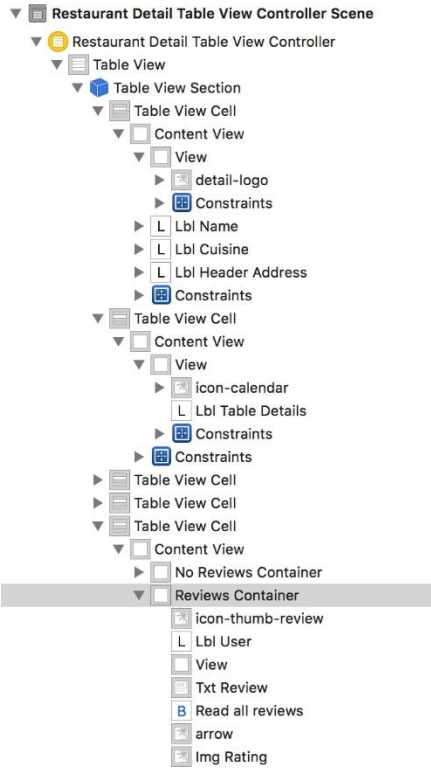 Restaurant Detail Table View Controller Scene
Restaurant Detail Table View Controller
Table View
Table View Section
Table View Cell
Content View
View
detail-logo
Constraints
L Lbl Name
L Lbl Cuisine
L Lbl Header Address
Constraints
Table View Cell
Content View
View
icon-calendar
L Lbl Table Details
Constraints
Constraints
Table View Cell
Table View Cell
Table View Cell
Content View
No Reviews Container
Reviews Container
icon-thumb-review
L Lbl User
View
Txt Review
B Read all reviews
arrow
Img Rating